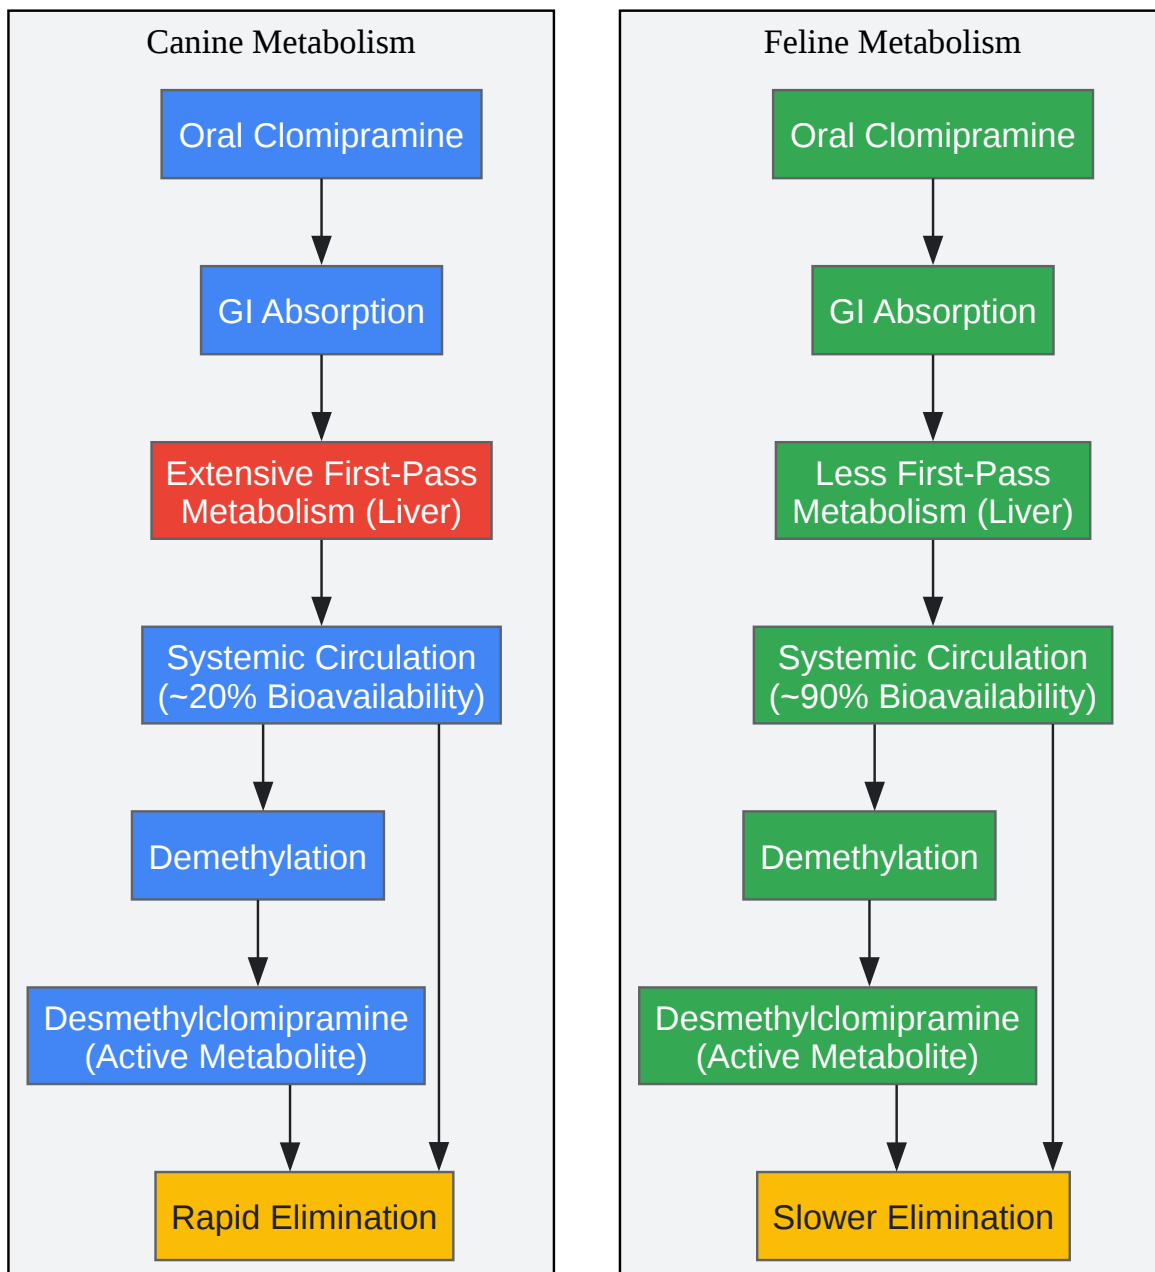 Canine Metabolism
Oral Clomipramine
GI Absorption
Extensive First-Pass
Metabolism (Liver)
Systemic Circulation
(~20% Bioavailability)
Demethylation
Desmethylclomipramine
(Active Metabolite)
Rapid Elimination
Feline Metabolism
Oral Clomipramine
GI Absorption
Less First-Pass
Metabolism (Liver)
Systemic Circulation
(~90% Bioavailability)
Demethylation
Desmethylclomipramine
(Active Metabolite)
Slower Elimination